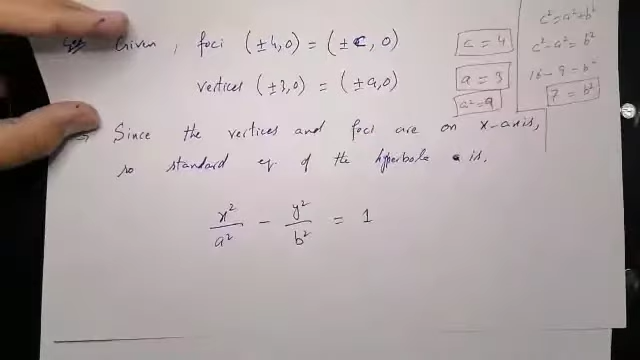 Given, foci (±4,0) = (±c, 0)
c = 4
vertices (±3,0) = (±a,0)
a = 3
a² = 9
c² = a² + b²
c² - a² = b²
16 - 9 = b²
7 = b²
→ Since the vertices and foci are on x-axis,
so standard eq of the hyperbola is.
x²/a² - y²/b² = 1